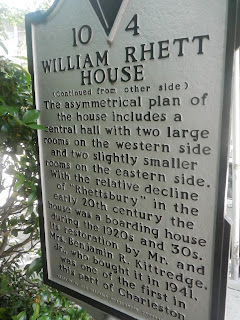 10 4
WILLIAM RHETT
HOUSE
(Continued from other side)
The asymmetrical plan of
the house includes a
central hall with two large
rooms on the western side
and two slightly smaller
rooms on the eastern side.
With the relative decline
of "Rhettsbury" in the
early 20th century the
house was a boarding house
during the 1920s and 30s.
Its restoration by Mr. and
Mrs. Benjamin R. Kittredge,
Jr., who bought it in 1941,
was one of the first in
this part of Charleston